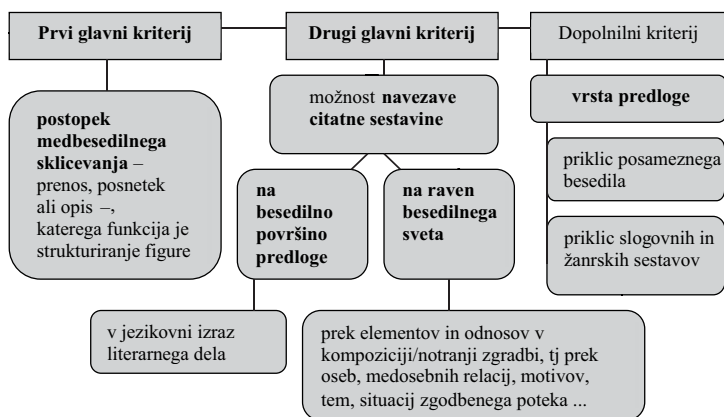 Prvi glavni kriterij
Drugi glavni kriterij
Dopolnilni kriterij
postopek
medbesedilnega
sklicevanja –
prenos, posnetek
ali opis –,
katerega funkcija je
strukturiranje figure
možnost navezave
citatne sestavine
na
besedilno
površino
predloge
na raven
besedilnega
sveta
v jezikovni izraz
literarnega dela
prek elementov in odnosov v
kompoziciji/notranji zgradbi, tj prek
oseb, medosebnih relacij, motivov,
tem, situacij zgodbenega poteka ...
vrsta predloge
priklic posameznega
besedila
priklic slogovnih in
žanrskih sestavov